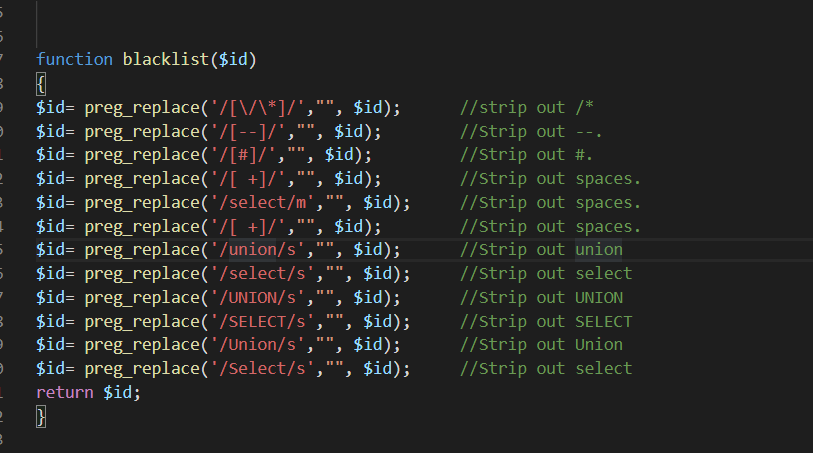 function blacklist($id)
{
$id= preg_replace('/[\/\*]/',"", $id);      //strip out /*
$id= preg_replace('/[--]/',"", $id);        //Strip out --.
$id= preg_replace('/[#]/',"", $id);         //Strip out #.
$id= preg_replace('/[ +]/',"", $id);        //Strip out spaces.
$id= preg_replace('/select/m',"", $id);     //Strip out spaces.
$id= preg_replace('/[ +]/',"", $id);        //Strip out spaces.
$id= preg_replace('/union/s',"", $id);      //Strip out union
$id= preg_replace('/select/s',"", $id);     //Strip out select
$id= preg_replace('/UNION/s',"", $id);      //Strip out UNION
$id= preg_replace('/SELECT/s',"", $id);     //Strip out SELECT
$id= preg_replace('/Union/s',"", $id);      //Strip out Union
$id= preg_replace('/Select/s',"", $id);     //Strip out select
return $id;
}